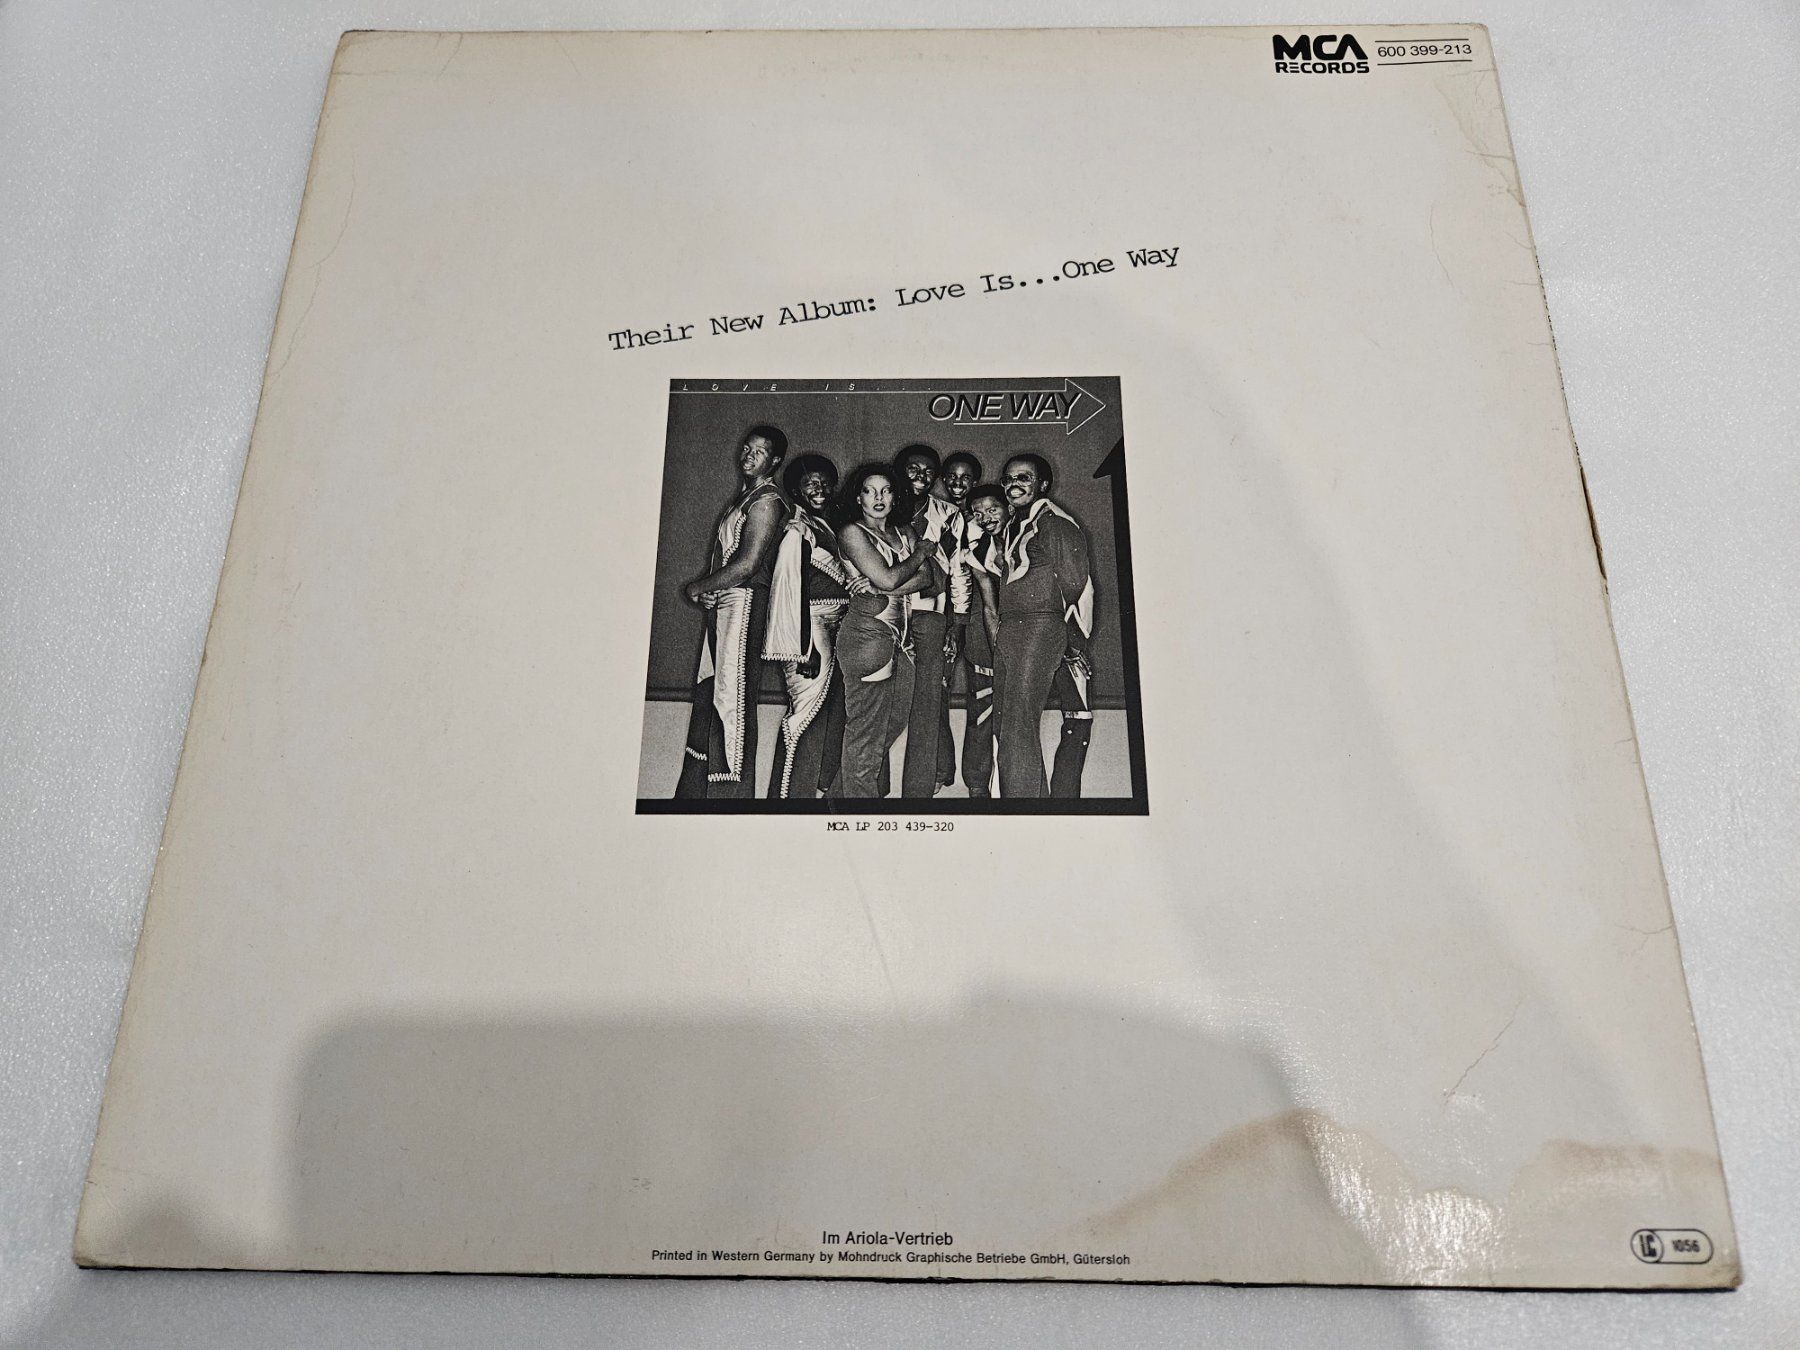 MCA
RECORDS
600 399-213
Their New Album: Love Is...One Way
LOVE IS....
ONE WAY
MCA LP 203 439-320
Im Ariola-Vertrieb
Printed in Western Germany by Mohndruck Graphische Betriebe GmbH, Gütersloh
LC 1056